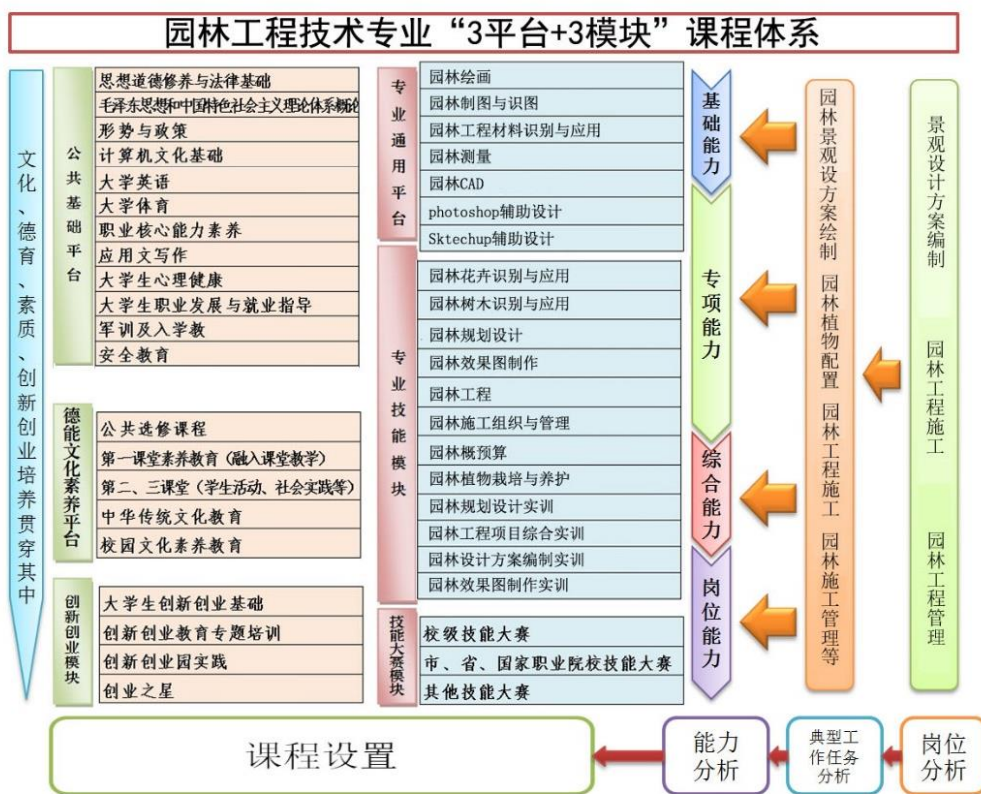 园林工程技术专业“3平台+3模块”课程体系
文化、德育、素质、创新创业培养贯穿其中
公共基础平台
思想道德修养与法律基础
毛泽东思想和中国特色社会主义理论体系概论
形势与政策
计算机文化基础
大学英语
大学体育
职业核心能力素养
应用文写作
大学生心理健康
大学生职业发展与就业指导
军训及入学教
安全教育
德能文化素养平台
公共选修课程
第一课堂素养教育（融入课堂教学）
第二、三课堂（学生活动、社会实践等）
中华传统文化教育
校园文化素养教育
创新创业模块
大学生创新创业基础
创新创业教育专题培训
创新创业园实践
创业之星
专业通用平台
园林绘画
园林制图与识图
园林工程材料识别与应用
园林测量
园林CAD
photoshop辅助设计
Sktechup辅助设计
专业技能模块
园林花卉识别与应用
园林树木识别与应用
园林规划设计
园林效果图制作
园林工程
园林施工组织与管理
园林概预算
园林植物栽培与养护
园林规划设计实训
园林工程项目综合实训
园林设计方案编制实训
园林效果图制作实训
技能大赛模块
校级技能大赛
市、省、国家职业院校技能大赛
其他技能大赛
基础能力
专项能力
综合能力
岗位能力
园林景观设方案绘制
园林植物配置
园林工程施工
园林施工管理等
景观设计方案编制
园林工程施工
园林工程管理
课程设置
能力
分析
典型工
作任务
分析
岗位
分析